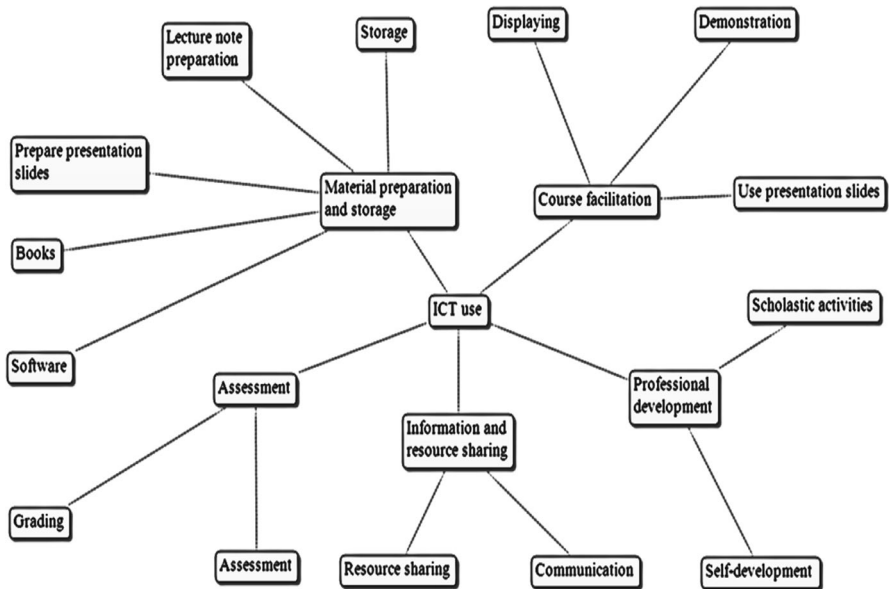 Displaying
Demonstration
Lecture note
preparation
Storage
Prepare presentation
slides
Material preparation
and storage
Course facilitation
Use presentation slides
Books
ICT use
Scholastic activities
Software
Assessment
Professional
development
Information and
resource sharing
Grading
Assessment
Resource sharing
Communication
Self-development